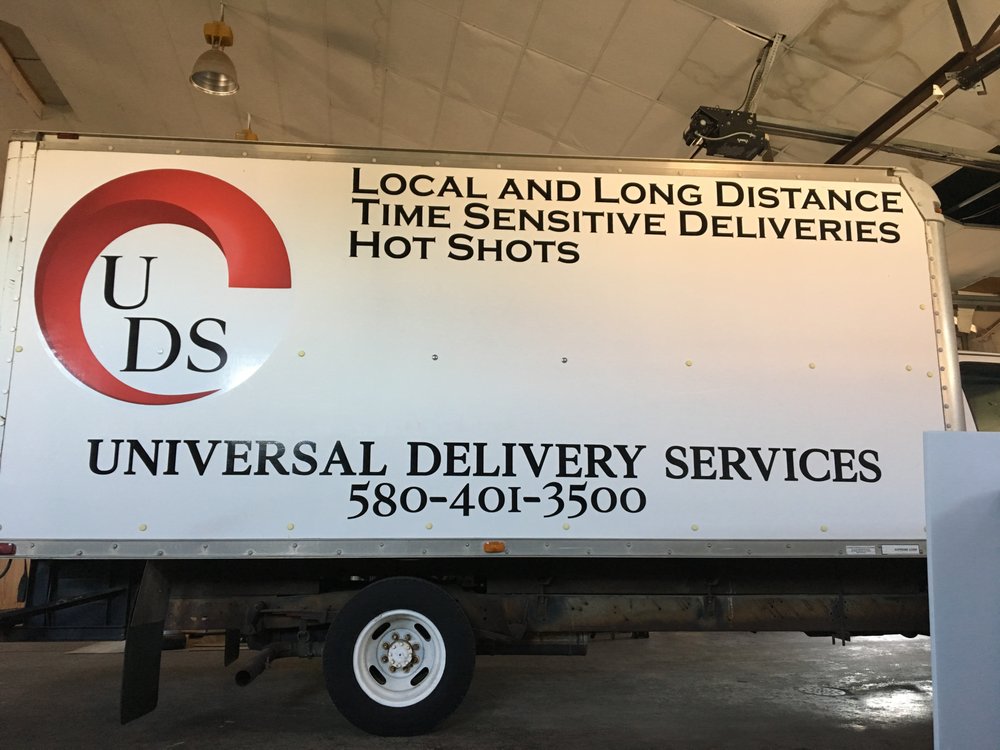 U
DS
LOCAL AND LONG DISTANCE
TIME SENSITIVE DELIVERIES
HOT SHOTS
UNIVERSAL DELIVERY SERVICES
580-401-3500